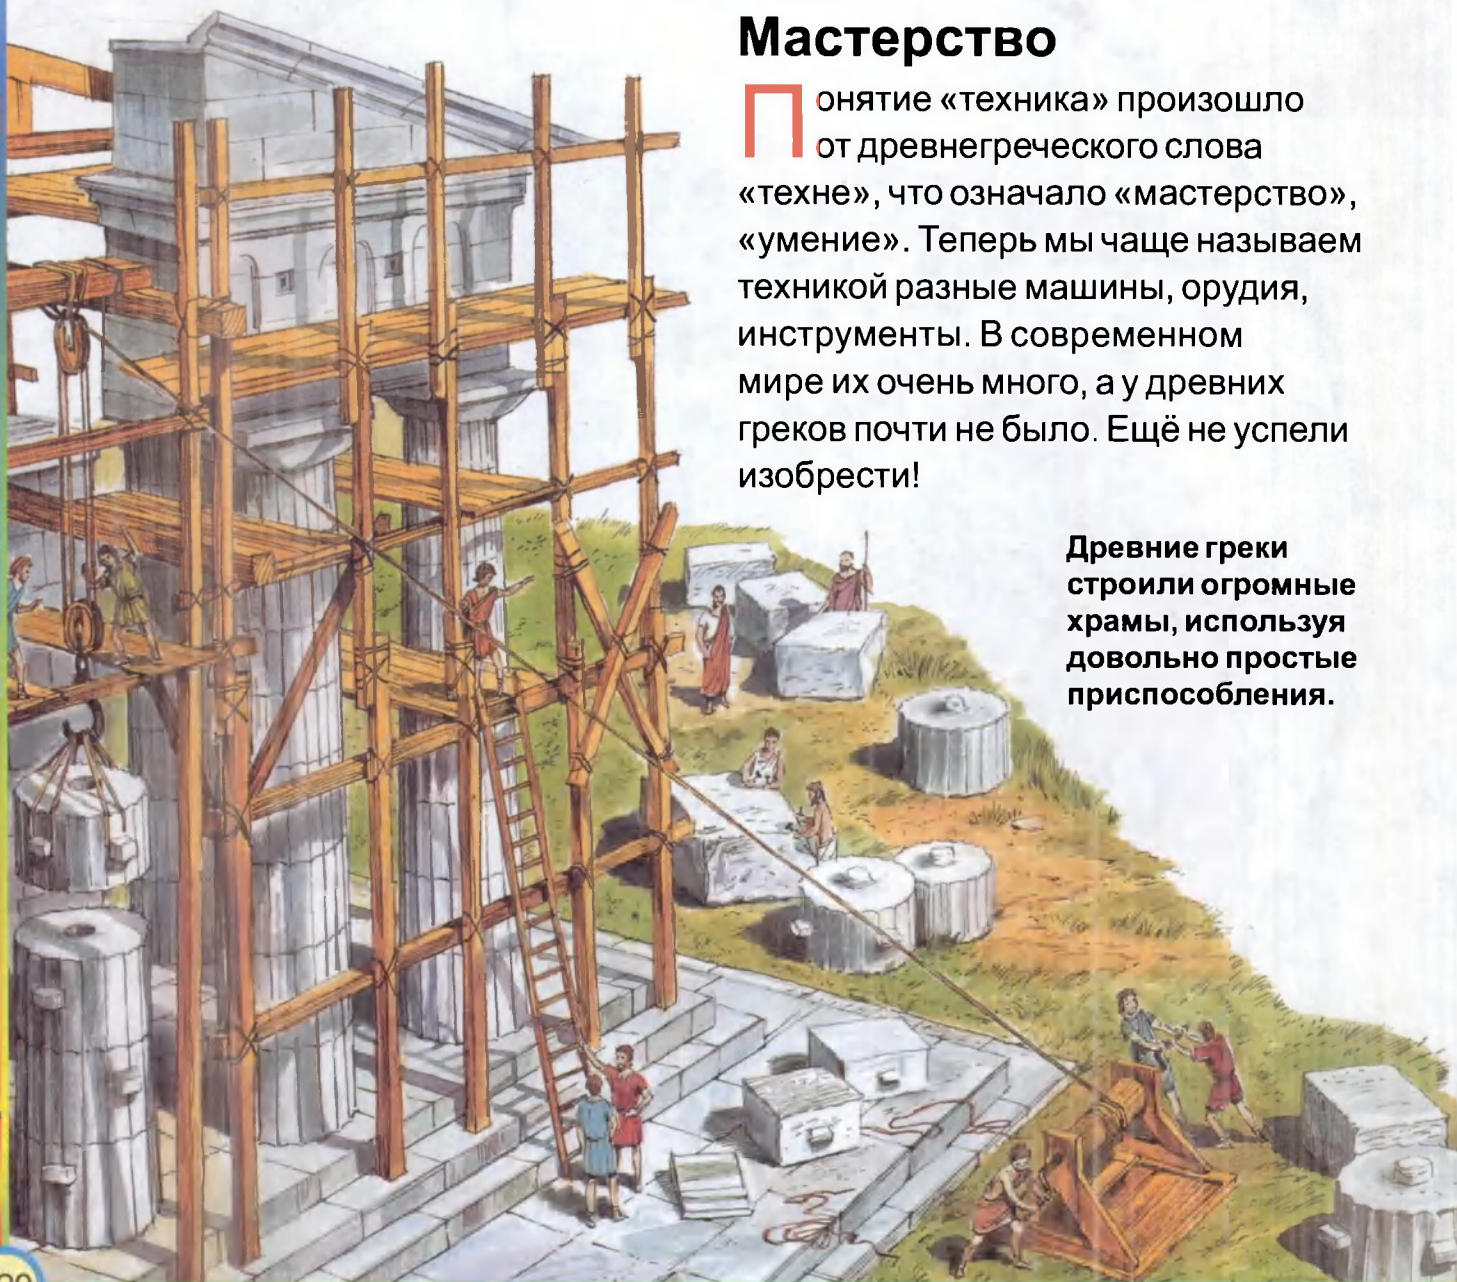 Мастерство
Понятие «техника» произошло
от древнегреческого слова
«техне», что означало «мастерство»,
«умение». Теперь мы чаще называем
техникой разные машины, орудия,
инструменты. В современном
мире их очень много, а у древних
греков почти не было. Ещё не успели
изобрести!
Древние греки
строили огромные
храмы, используя
довольно простые
приспособления.